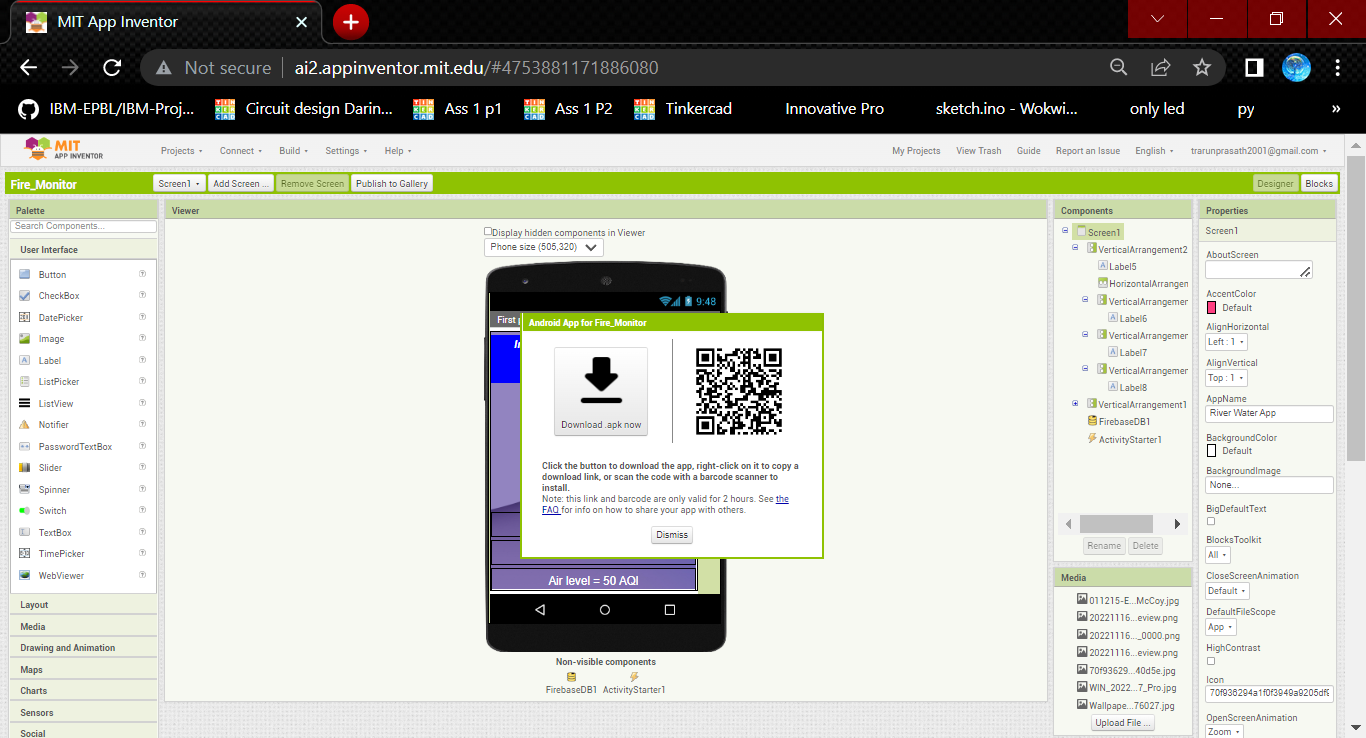 MIT App Inventor
Not secure
ai2.appinventor.mit.edu/#4753881171886080
IBM-EPBL/IBM-Proj...
Circuit design Darin...
Ass 1 p1
Ass 1 P2
Tinkercad
Innovative Pro
sketch.ino - Wokwi...
only led
py
»
MIT
APP INVENTOR
Projects
Connect
Build
Settings
Help
My Projects
View Trash
Guide
Report an Issue
English
trarunprasath2001@gmail.com
Fire_Monitor
Screen1
Add Screen ...
Remove Screen
Publish to Gallery
Designer
Blocks
Palette
Search Components...
User Interface
Button
CheckBox
DatePicker
Image
Label
ListPicker
ListView
Notifier
PasswordTextBox
Slider
Spinner
Switch
TextBox
TimePicker
WebViewer
Layout
Media
Drawing and Animation
Maps
Charts
Sensors
Social
Viewer
Display hidden components in Viewer
Phone size (505,320)
9:48
First
Android App for Fire_Monitor
Download .apk now
Click the button to download the app, right-click on it to copy a
download link, or scan the code with a barcode scanner to
install.
Note: this link and barcode are only valid for 2 hours. See the
FAQ for info on how to share your app with others.
Dismiss
Air level = 50 AQI
Non-visible components
FirebaseDB1
ActivityStarter1
Components
Screen1
VerticalArrangement2
Label5
HorizontalArrangen
VerticalArrangemer
Label6
VerticalArrangemer
Label7
VerticalArrangemer
Label8
VerticalArrangement1
FirebaseDB1
ActivityStarter1
Rename
Delete
Media
011215-E...McCoy.jpg
20221116...eview.png
20221116..._0000.png
20221116...eview.png
70f93629...40d5e.jpg
WIN_2022...7_Pro.jpg
Wallpape...76027.jpg
Upload File ...
Properties
Screen1
AboutScreen
AccentColor
Default
AlignHorizontal
Left : 1
AlignVertical
Top : 1
AppName
River Water App
BackgroundColor
Default
BackgroundImage
None...
BigDefaultText
BlocksToolkit
All
CloseScreenAnimation
Default
DefaultFileScope
App
HighContrast
Icon
70f936294a1f0f3949a9205df
OpenScreenAnimation
Zoom